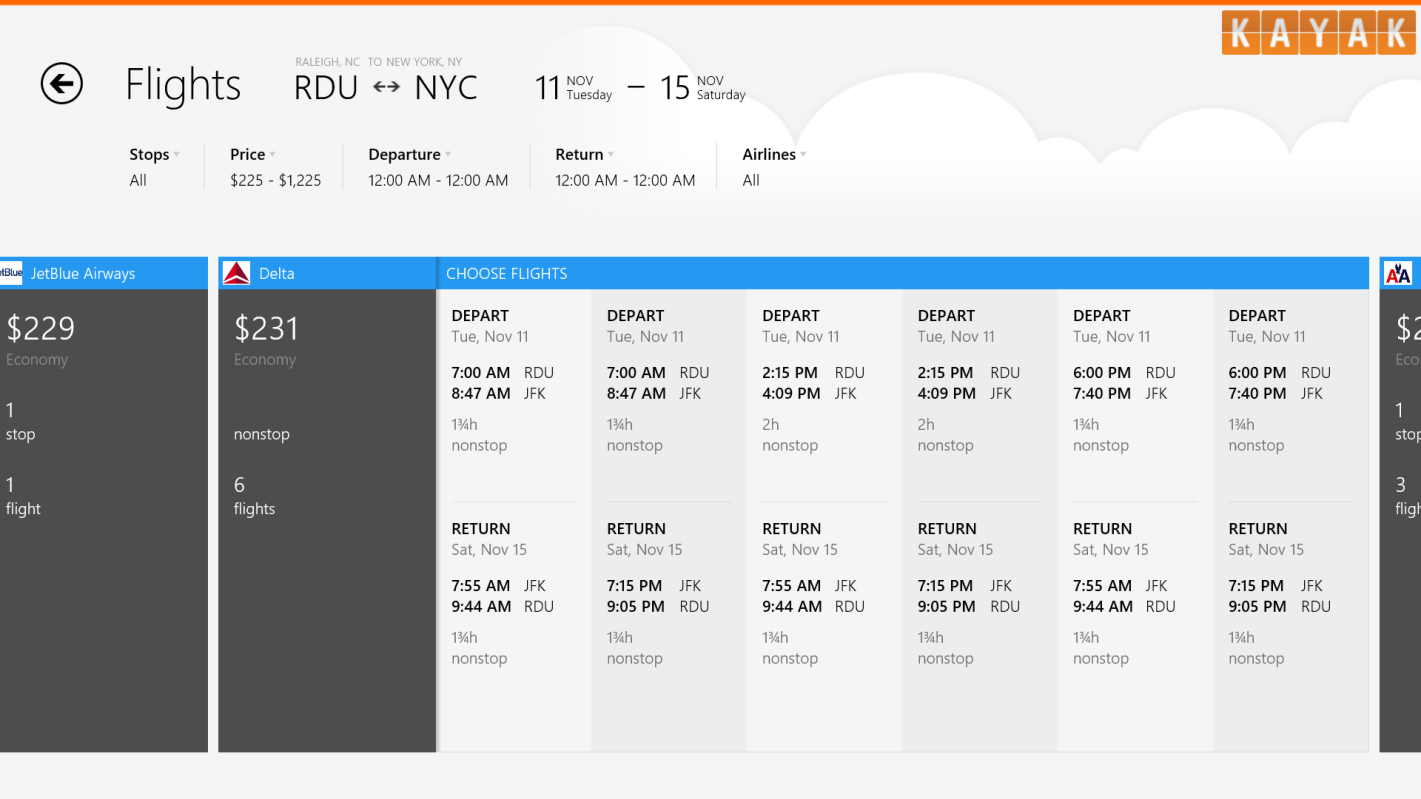 KAYAK
RALEIGH, NC TO NEW YORK, NY
Flights
RDU ↔ NYC
11 NOV Tuesday – 15 NOV Saturday
Stops Price Departure Return Airlines
All $225 - $1,225 12:00 AM - 12:00 AM 12:00 AM - 12:00 AM All
etBlue JetBlue Airways
$229
Economy
1
stop
1
flight
Delta
$231
Economy
nonstop
6
flights
CHOOSE FLIGHTS
DEPART
Tue, Nov 11
7:00 AM RDU
8:47 AM JFK
1¾h
nonstop
RETURN
Sat, Nov 15
7:55 AM JFK
9:44 AM RDU
1¾h
nonstop
DEPART
Tue, Nov 11
7:00 AM RDU
8:47 AM JFK
1¾h
nonstop
RETURN
Sat, Nov 15
7:15 PM JFK
9:05 PM RDU
1¾h
nonstop
DEPART
Tue, Nov 11
2:15 PM RDU
4:09 PM JFK
2h
nonstop
RETURN
Sat, Nov 15
7:55 AM JFK
9:44 AM RDU
1¾h
nonstop
DEPART
Tue, Nov 11
2:15 PM RDU
4:09 PM JFK
2h
nonstop
RETURN
Sat, Nov 15
7:15 PM JFK
9:05 PM RDU
1¾h
nonstop
DEPART
Tue, Nov 11
6:00 PM RDU
7:40 PM JFK
1¾h
nonstop
RETURN
Sat, Nov 15
7:55 AM JFK
9:44 AM RDU
1¾h
nonstop
DEPART
Tue, Nov 11
6:00 PM RDU
7:40 PM JFK
1¾h
nonstop
RETURN
Sat, Nov 15
7:15 PM JFK
9:05 PM RDU
1¾h
nonstop
AA
$2
Eco
1
stop
3
fligh